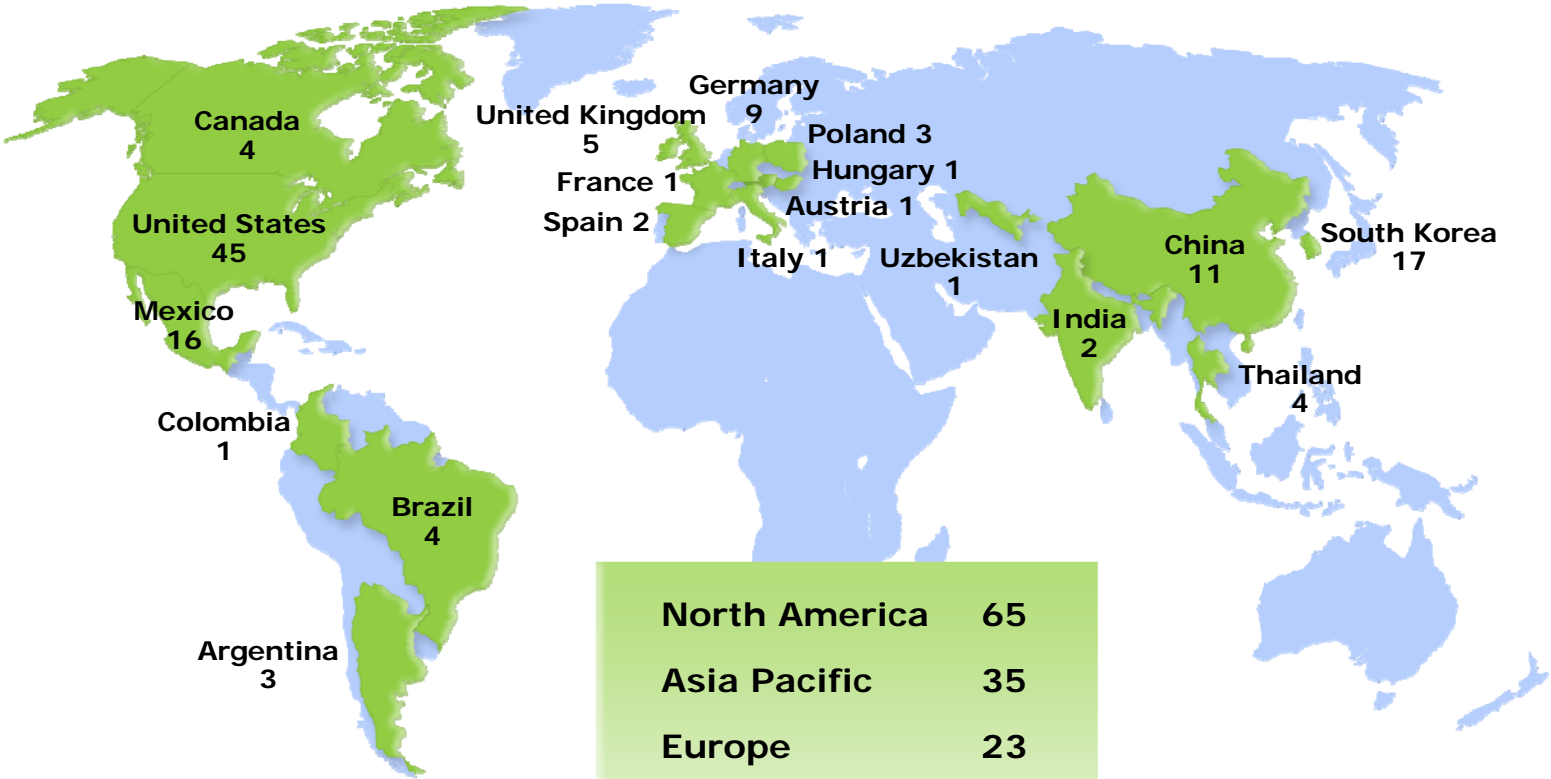 Germany
9
United Kingdom
5
Canada
4
Poland 3
Hungary 1
France 1
Austria 1
Spain 2
United States
45
Italy 1
Uzbekistan
1
China
11
South Korea
17
Mexico
16
India
2
Thailand
4
Colombia
1
Brazil
4
Argentina
3
North America 65
Asia Pacific 35
Europe 23